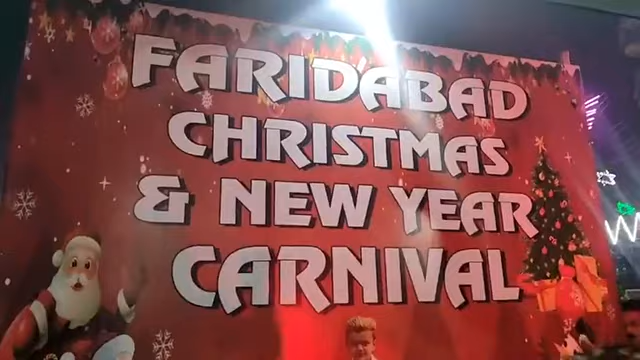 FARIDABAD
CHRISTMAS
& NEW YEAR
CARNIVAL
W